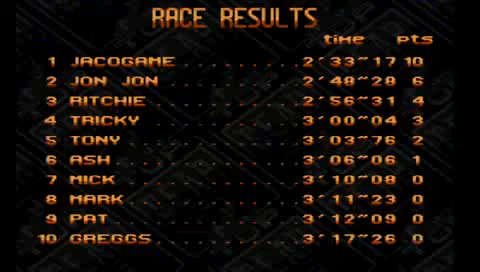 RACE RESULTS
time pts
1 JACOGAME.............2'33"17 10
2 JON JON..............2'48"28 6
3 RITCHIE..............2'56"31 4
4 TRICKY...............3'00"04 3
5 TONY.................3'03"76 2
6 ASH..................3'06"06 1
7 MICK.................3'10"08 0
8 MARK.................3'11"23 0
9 PAT..................3'12"09 0
10 GREGGS..............3'17"26 0